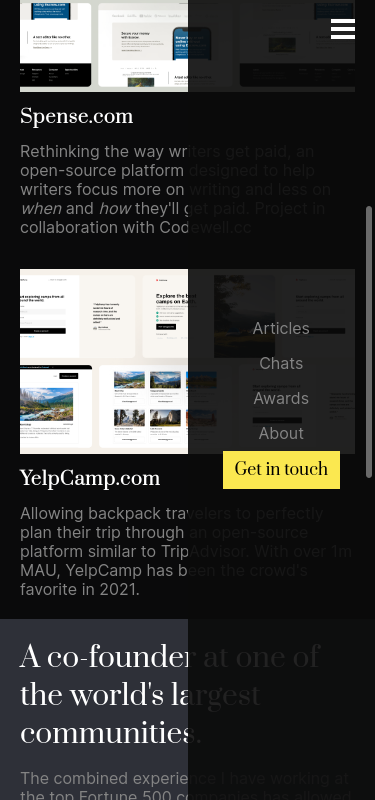 Spense.com
Rethinking the way writers get paid, an
open-source platform designed to help
writers focus more on writing and less on
when and how they'll get paid. Project in
collaboration with Codewell.cc
Articles
Chats
Awards
About
Get in touch
YelpCamp.com
Allowing backpack travelers to perfectly
plan their trip through an open-source
platform similar to TripAdvisor. With over 1m
MAU, YelpCamp has been the crowd's
favorite in 2021.
A co-founder at one of
the world's largest
communities.
The combined experience I have working at
the top Fortune 500 companies has allowed